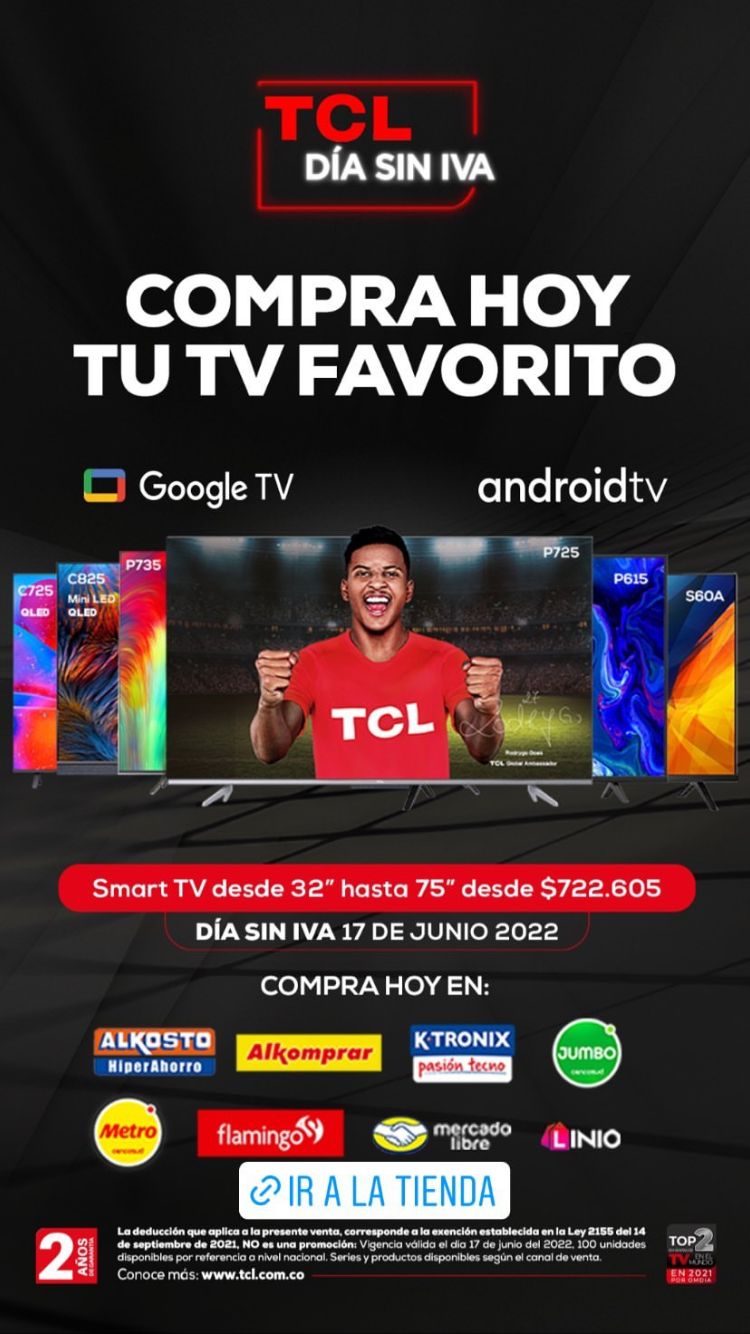 TCL
DÍA SIN IVA
COMPRA HOY
TU TV FAVORITO
Google TV
androidtv
C725
QLED
C825
Mini LED
QLED
P735
P725
P615
S60A
TCL
27
Rodrygo Goes
TCL Global Ambassador
Smart TV desde 32” hasta 75” desde $722.605
DÍA SIN IVA 17 DE JUNIO 2022
COMPRA HOY EN:
ALKOSTO
HiperAhorro
Alkomprar
K-TRONIX
pasión tecno
JUMBO
cencosud
Metro
cencosud
flamingo
mercado
libre
LINIO
IR A LA TIENDA
2 AÑOS
DE GARANTÍA
La deducción que aplica a la presente venta, corresponde a la exención establecida en la Ley 2155 del 14
de septiembre de 2021, NO es una promoción: Vigencia válida el día 17 de junio del 2022, 100 unidades
disponibles por referencia a nivel nacional. Series y productos disponibles según el canal de venta.
Conoce más: www.tcl.com.co
TOP 2
TV EN EL
MUNDO
EN 2021
POR OMDIA